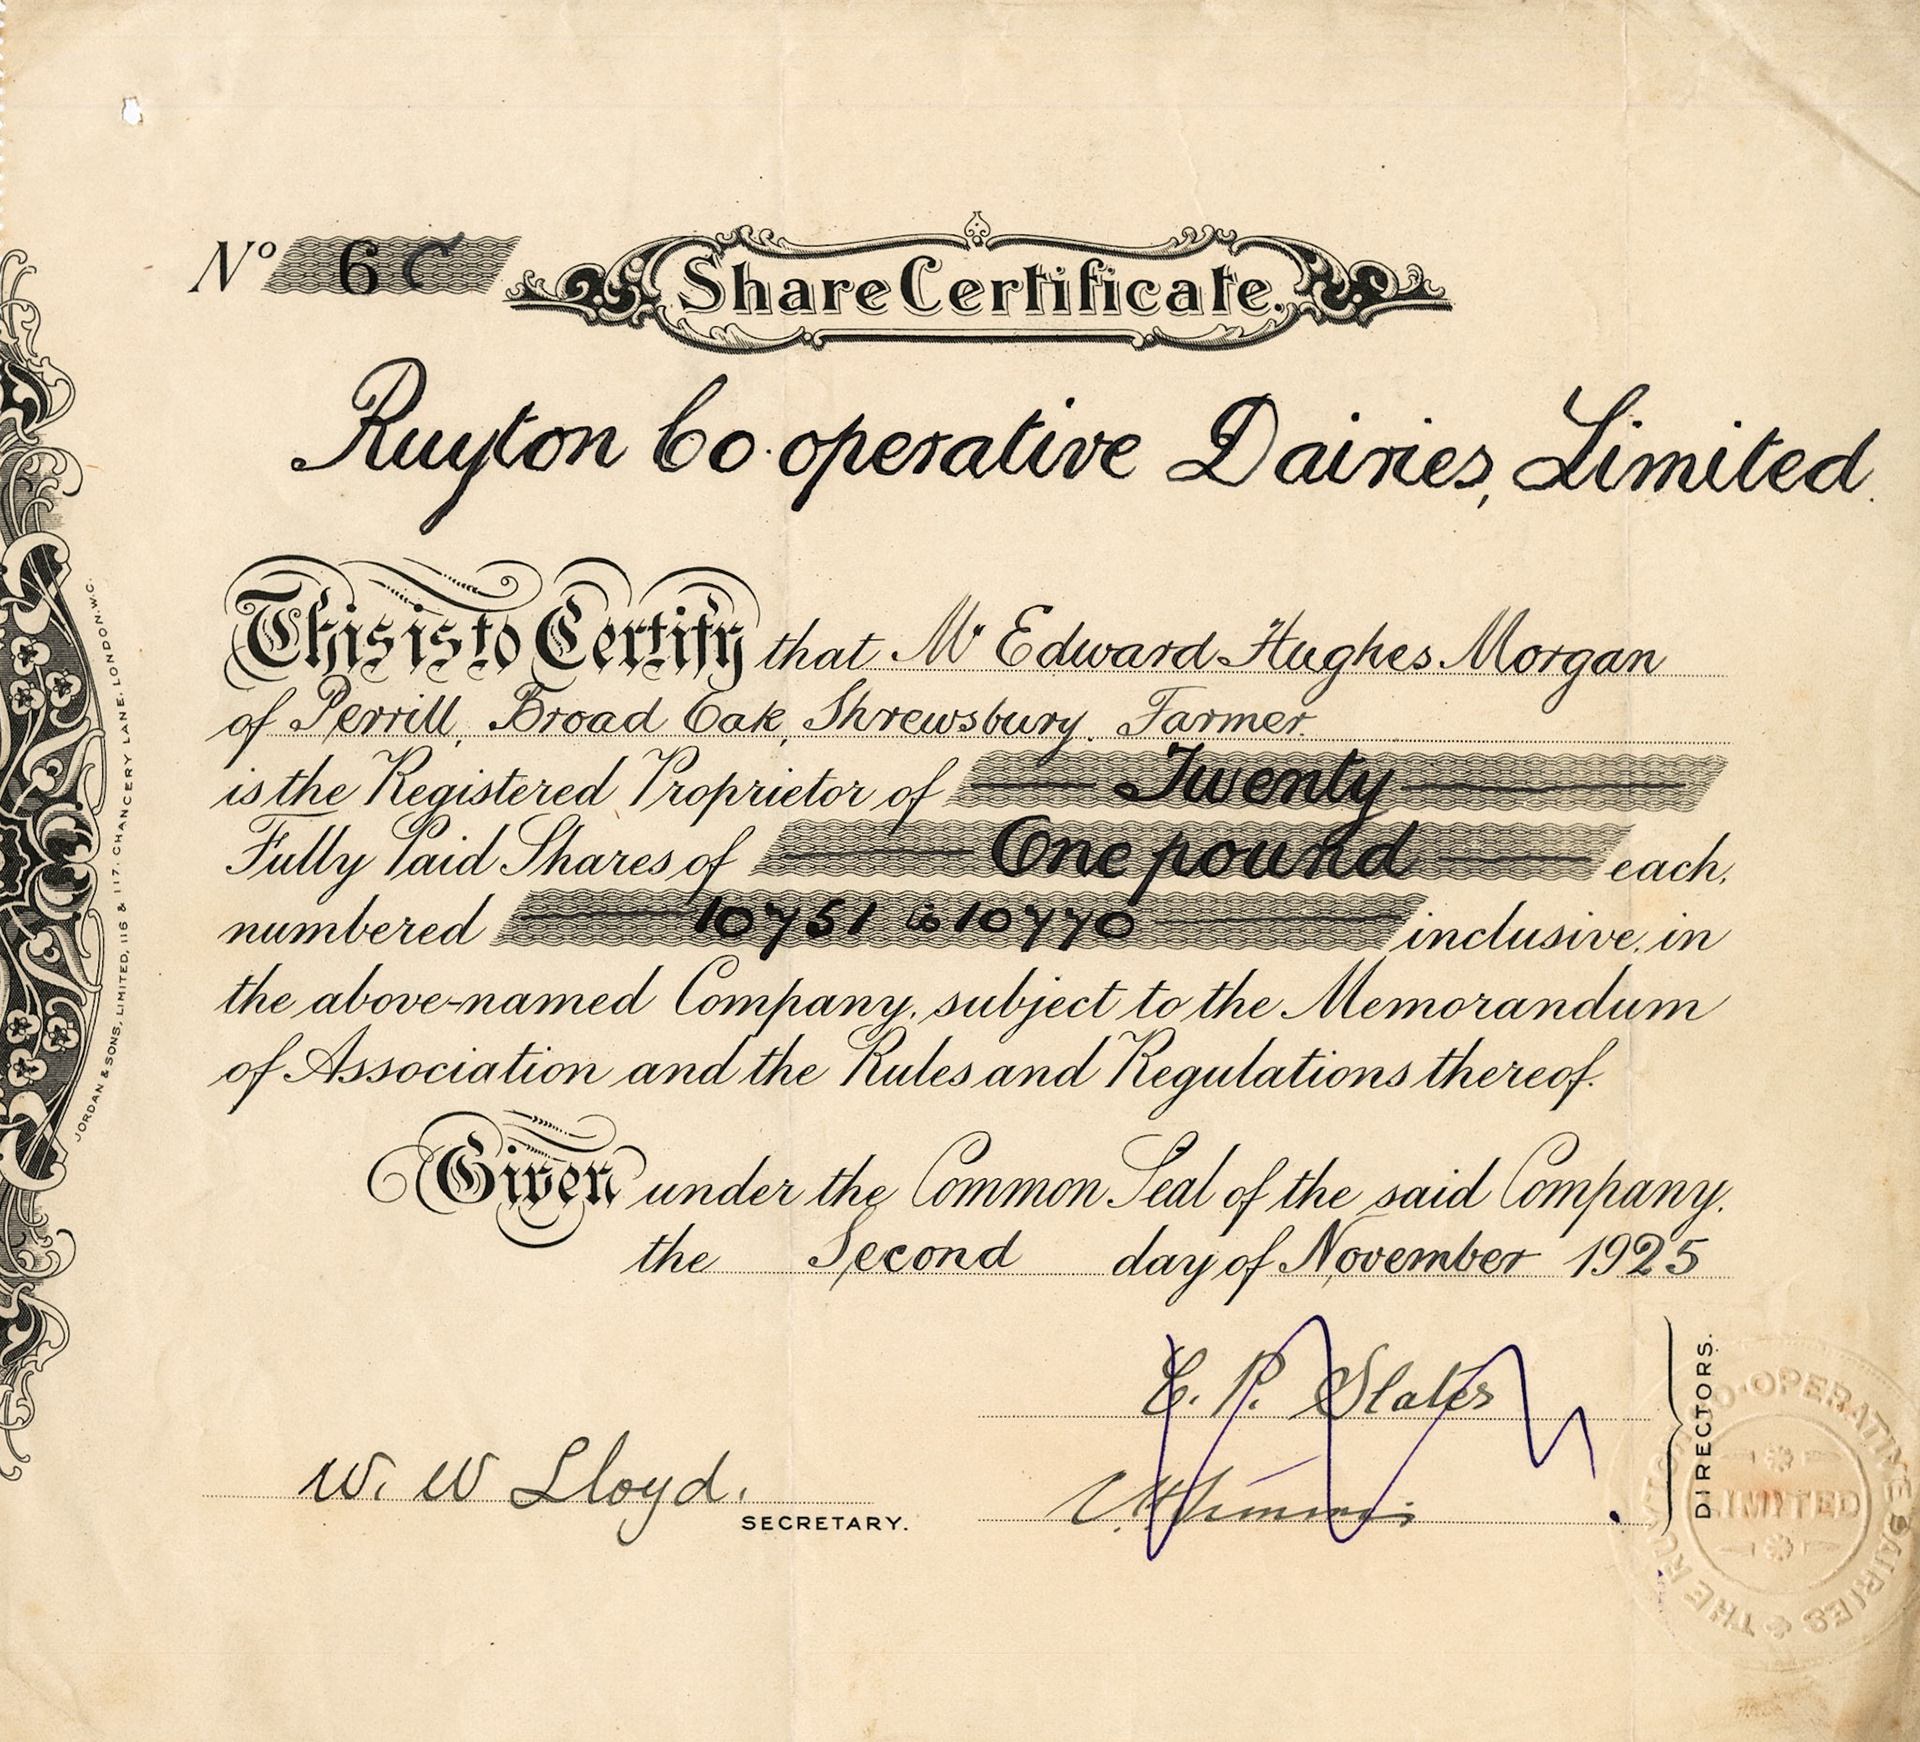 No 6 C
Share Certificate.
Ruyton Co-operative Dairies, Limited.
This is to Certify that Mr Edward Hughes Morgan
of Perrill, Broad Oak, Shrewsbury. Farmer.
is the Registered Proprietor of Twenty
Fully Paid Shares of One pound each,
numbered 10751 to 10770 inclusive, in
the above-named Company, subject to the Memorandum
of Association and the Rules and Regulations thereof.
Given under the Common Seal of the said Company,
the Second day of November 1925
E. P. Slater
W. W Lloyd.
SECRETARY.
DIRECTORS.
THE RUYTON CO-OPERATIVE DAIRIES
LIMITED
JORDAN & SONS, LIMITED, 116 & 117, CHANCERY LANE, LONDON. W.C.